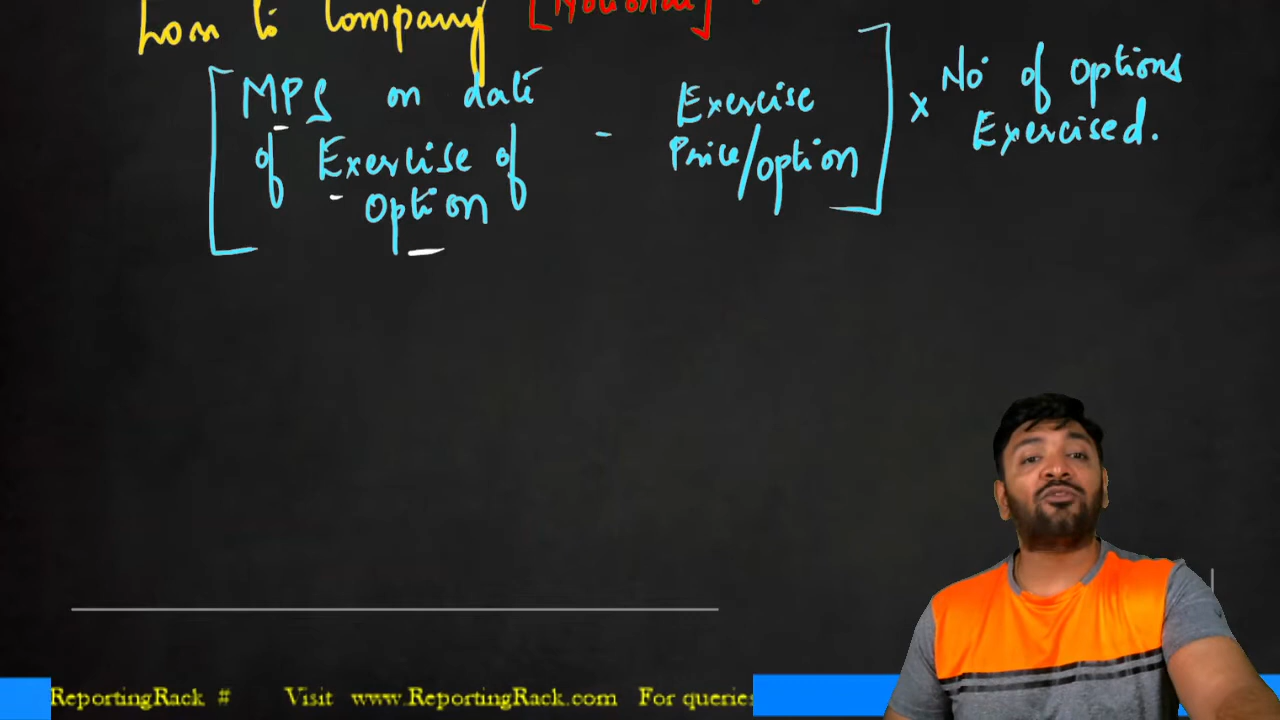 Loss to Company [Notional]
[MPS on date of Exercise of Option - Exercise Price/option] x No of options Exercised.
ReportingRack # Visit www.ReportingRack.com For queries